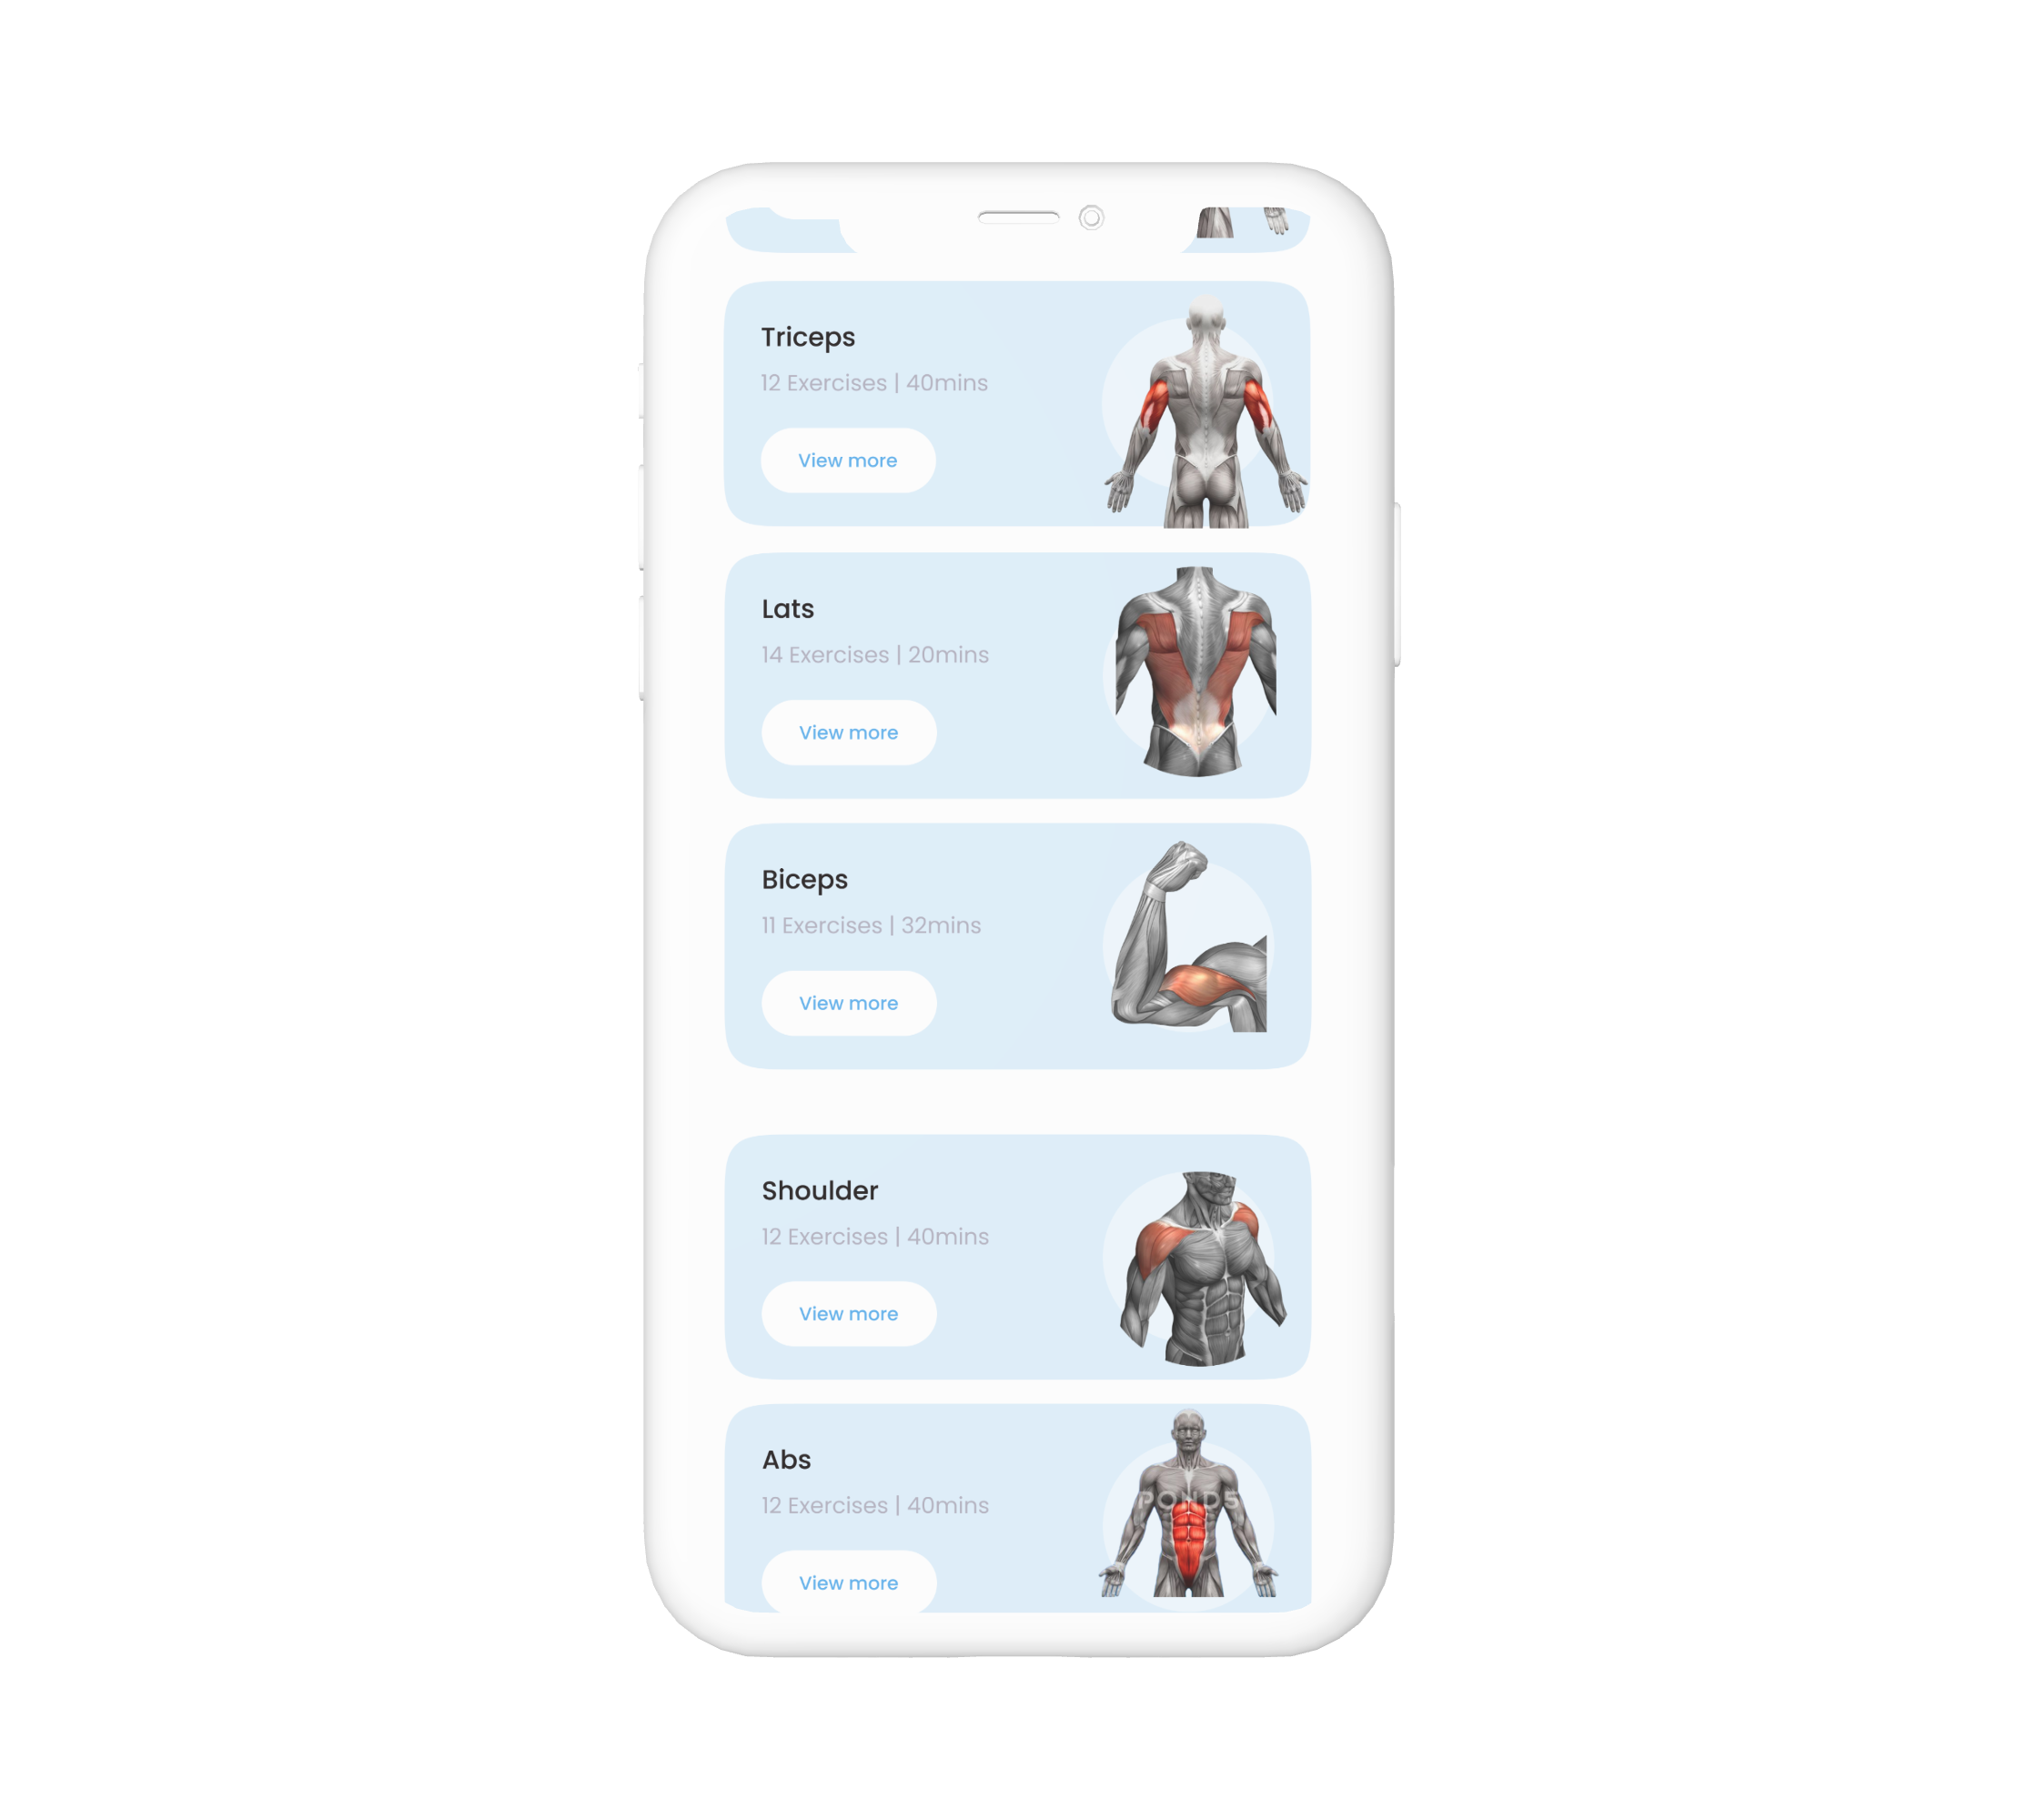 Triceps
12 Exercises | 40mins
View more
Lats
14 Exercises | 20mins
View more
Biceps
11 Exercises | 32mins
View more
Shoulder
12 Exercises | 40mins
View more
Abs
12 Exercises | 40mins
POND5
View more